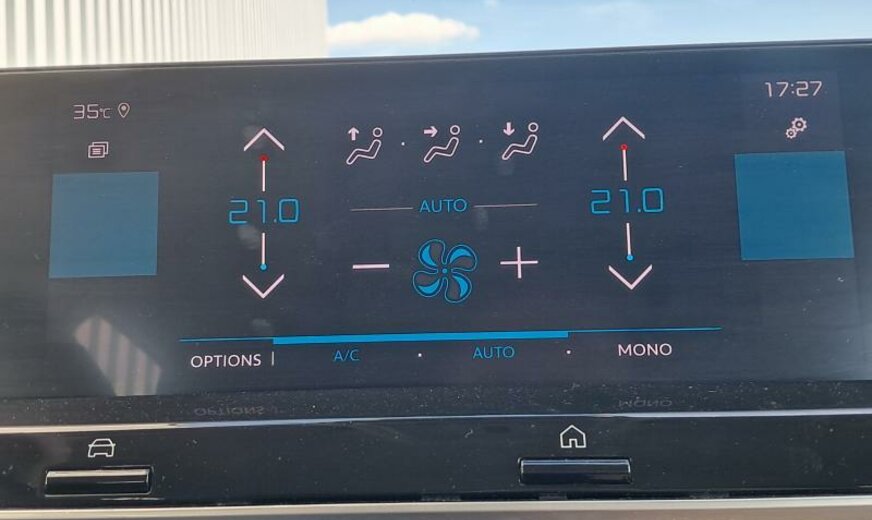 35°C
17:27
21.0
AUTO
21.0
OPTIONS
A/C
AUTO
MONO